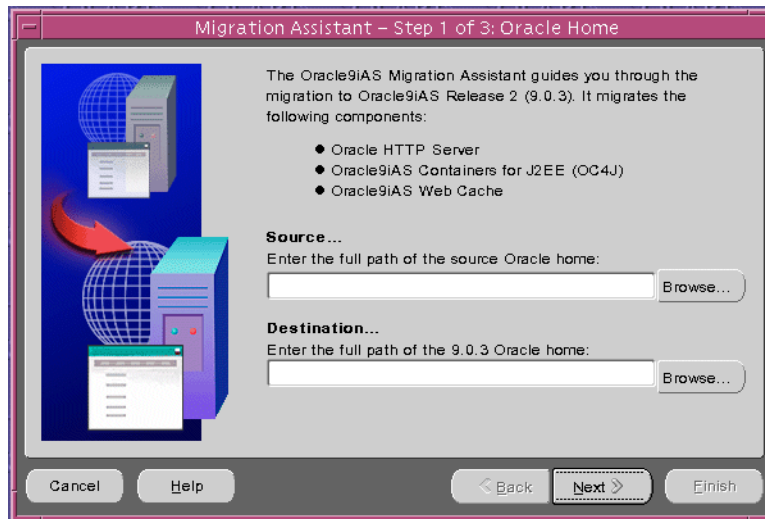 Migration Assistant – Step 1 of 3: Oracle Home
The Oracle9iAS Migration Assistant guides you through the
migration to Oracle9iAS Release 2 (9.0.3). It migrates the
following components:
● Oracle HTTP Server
● Oracle9iAS Containers for J2EE (OC4J)
● Oracle9iAS Web Cache
Source...
Enter the full path of the source Oracle home:
Browse...
Destination...
Enter the full path of the 9.0.3 Oracle home:
Browse...
Cancel Help Back Next Finish